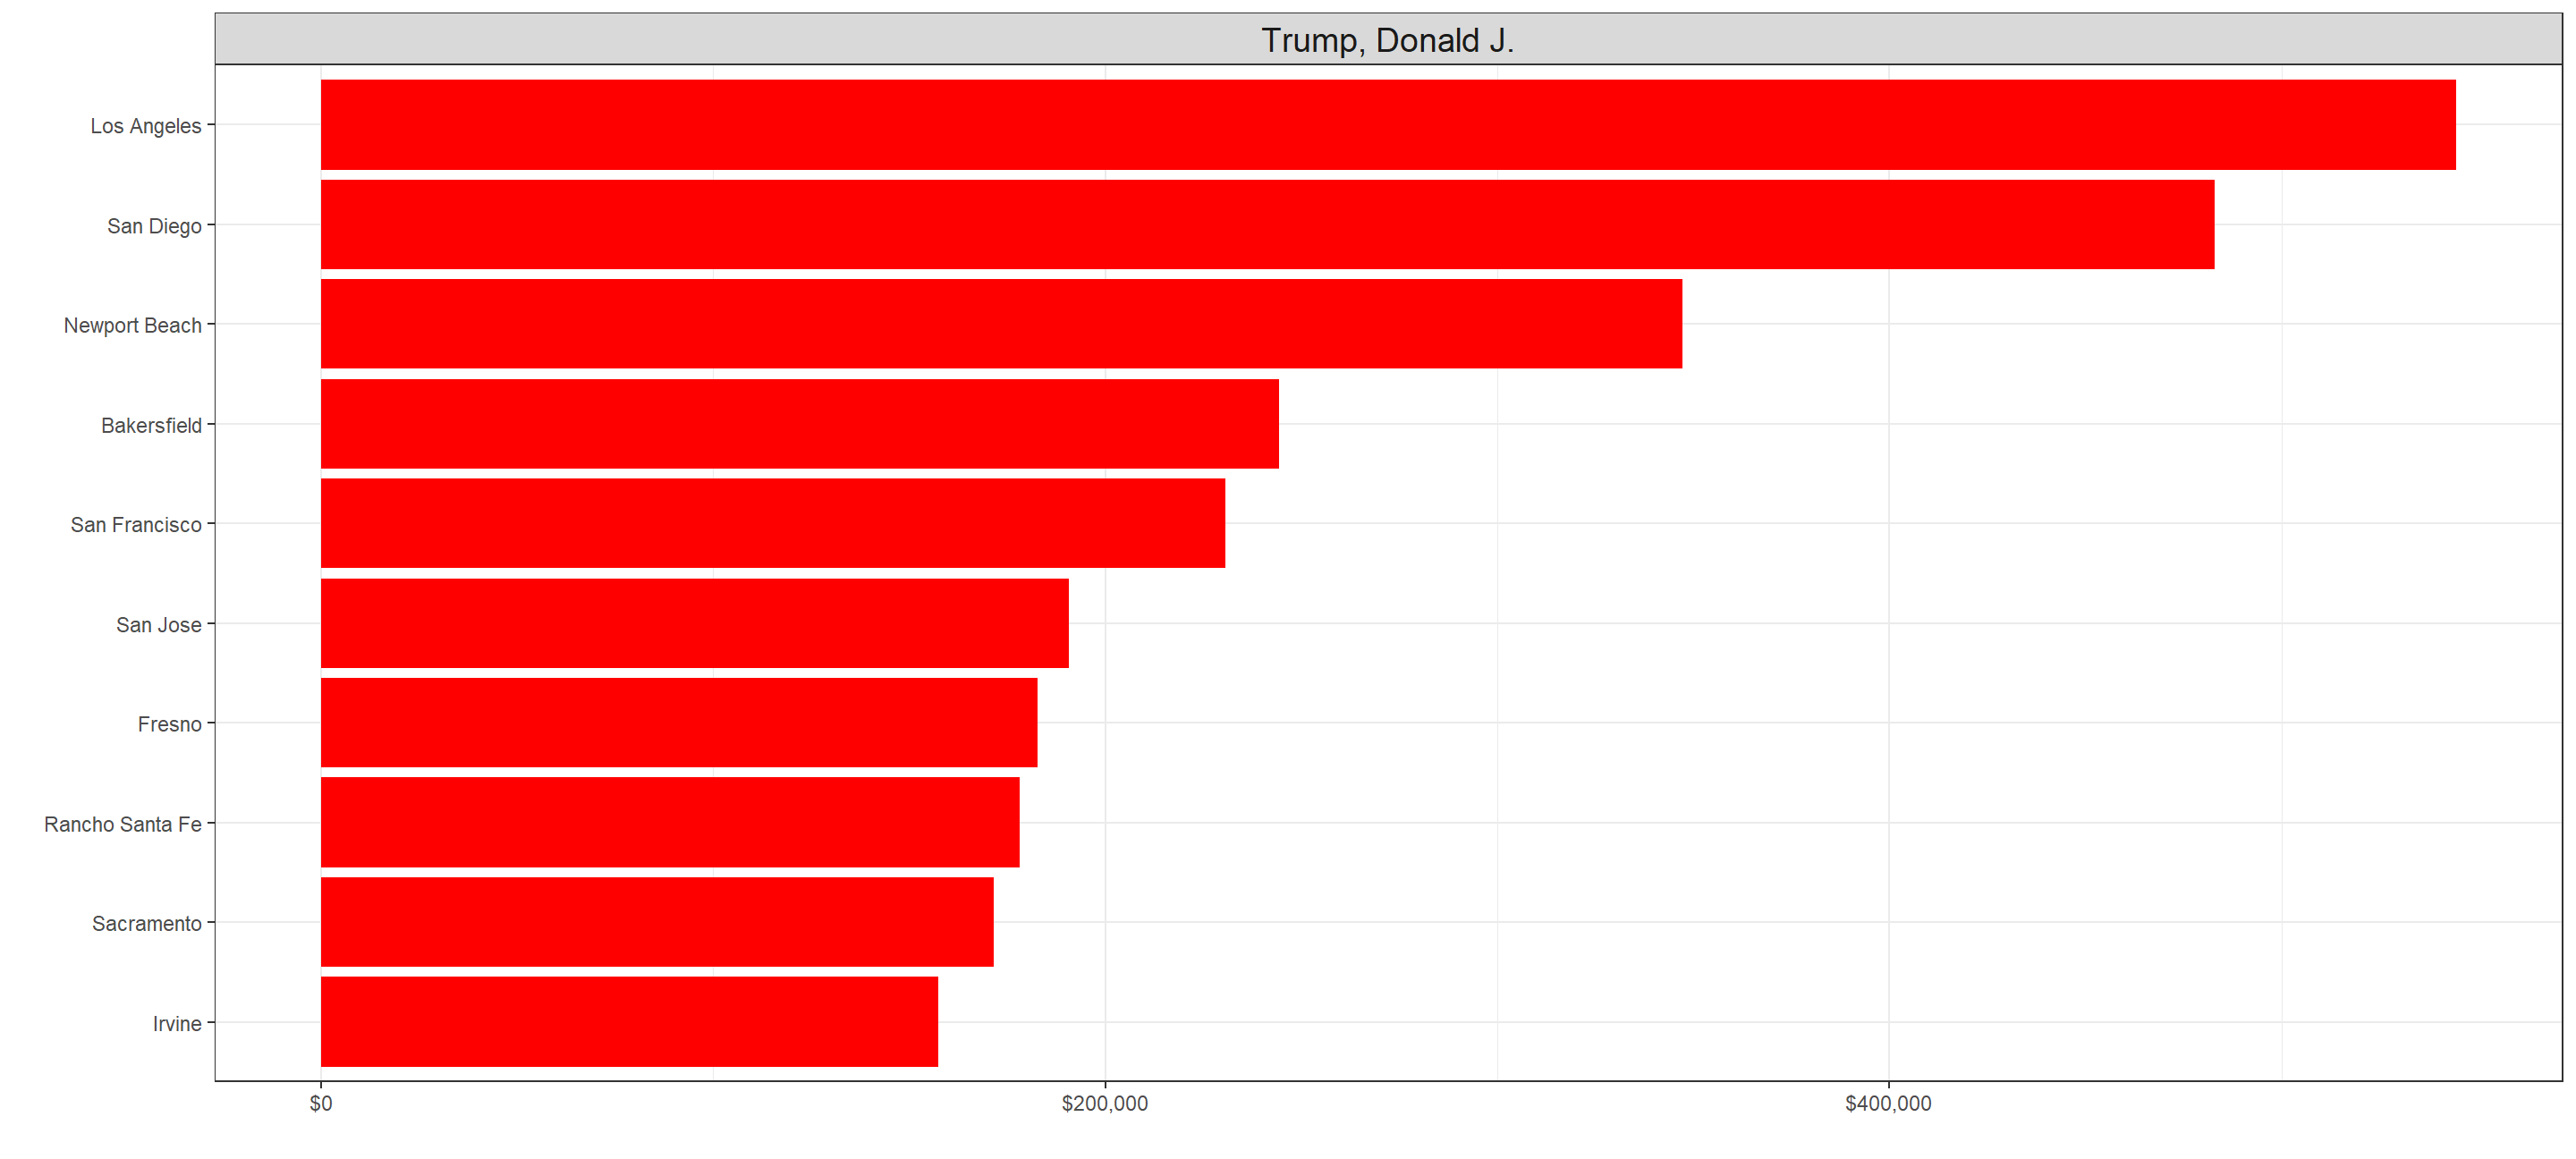 Trump, Donald J.
Los Angeles
San Diego
Newport Beach
Bakersfield
San Francisco
San Jose
Fresno
Rancho Santa Fe
Sacramento
Irvine
$0 $200,000 $400,000